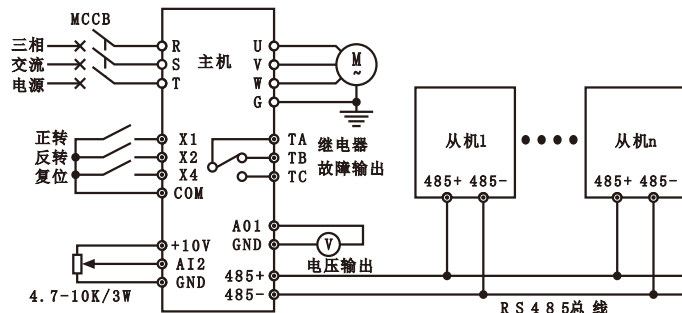 MCCB
三相
交流
电源
R
S
T
主机
U
V
W
G
M
~
正转
反转
复位
X1
X2
X4
COM
TA
TB
TC
继电器
故障输出
AO1
GND
V
电压输出
+10V
AI2
GND
4.7-10K/3W
485+
485-
从机1
485+ 485-
从机n
485+ 485-
RS485总线